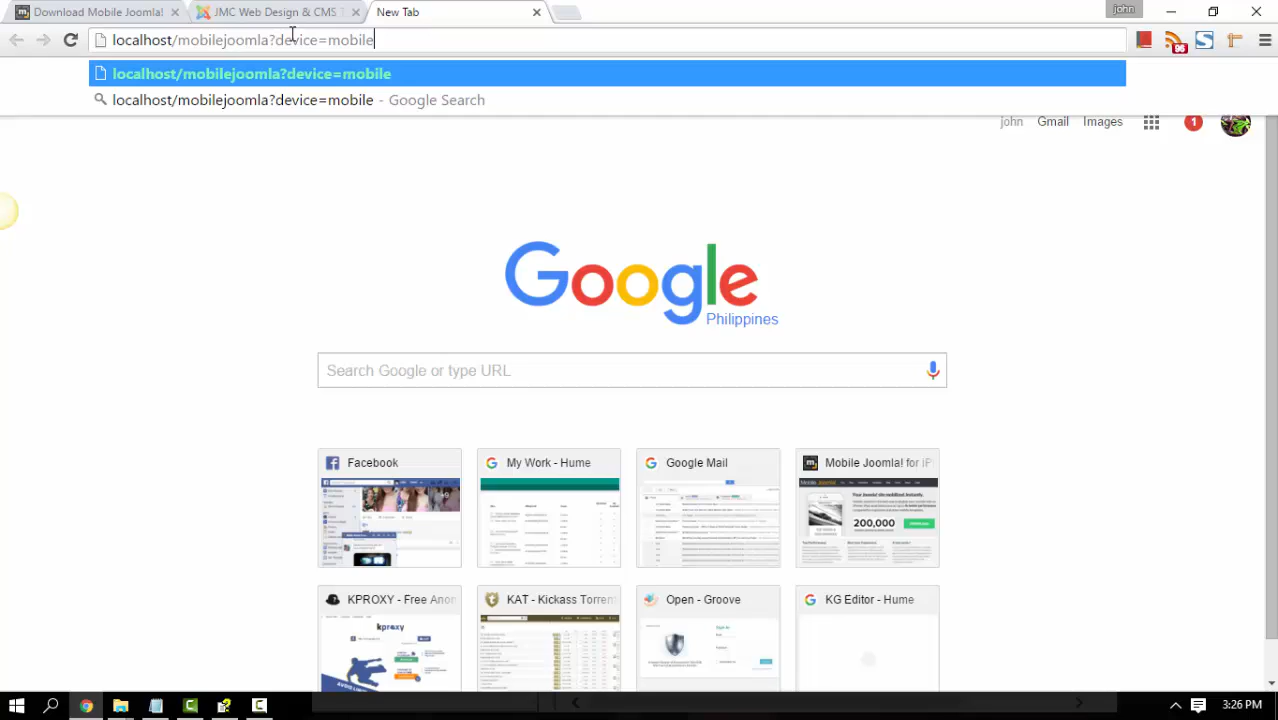 Download Mobile Joomla!
JMC Web Design & CMS T
New Tab
john
localhost/mobilejoomla?device=mobile
96
localhost/mobilejoomla?device=mobile
localhost/mobilejoomla?device=mobile - Google Search
john Gmail Images 1
Google
Philippines
Search Google or type URL
Facebook
My Work - Hume
Google Mail
Mobile Joomla! for iP
200,000
KPROXY - Free Anon
KAT - Kickass Torrent
Open - Groove
KG Editor - Hume
kproxy
3:26 PM